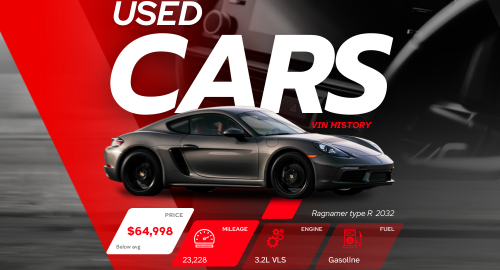 USED
CARS
VIN HISTORY
Ragnamer type R 2032
PRICE
$64,998
Below avg
MILEAGE
23,228
ENGINE
3.2L VLS
FUEL
Gasoline